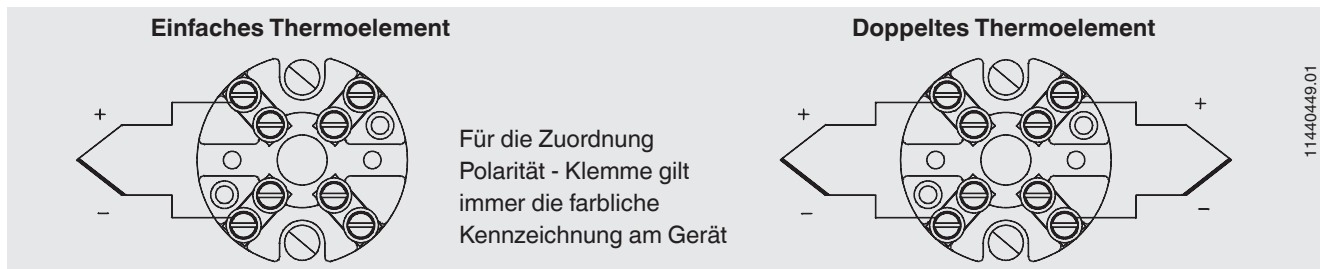 Einfaches Thermoelement
+
–
Für die Zuordnung
Polarität - Klemme gilt
immer die farbliche
Kennzeichnung am Gerät
Doppeltes Thermoelement
+
–
+
–
11440449.01